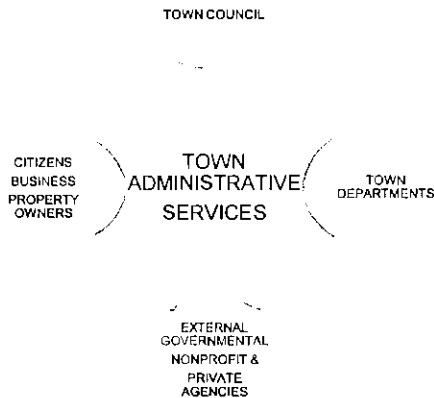 TOWN COUNCIL
CITIZENS
BUSINESS
PROPERTY
OWNERS
TOWN
ADMINISTRATIVE
SERVICES
TOWN
DEPARTMENTS
EXTERNAL
GOVERNMENTAL
NONPROFIT &
PRIVATE
AGENCIES